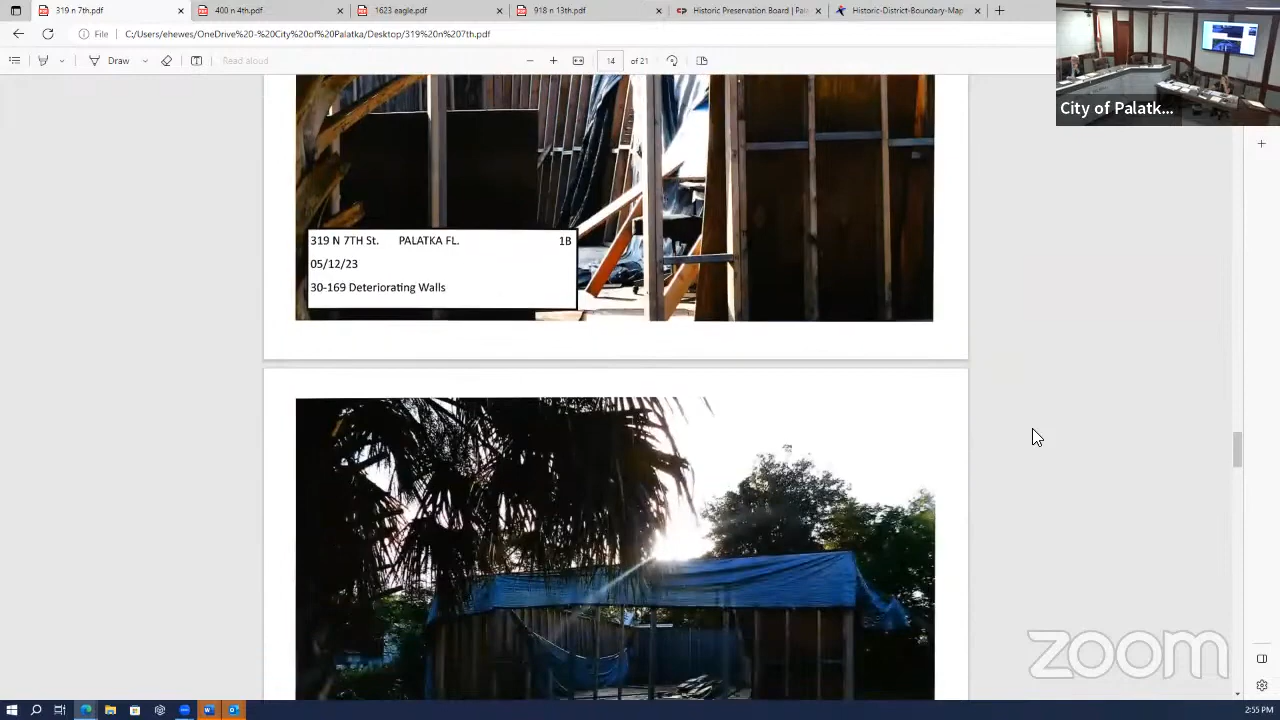 319 n 7th.pdf
400 n 4th.pdf
1623 eagle.pdf
918 n 13th.pdf
Historic Preservation Board | Pala
Historic-District-Boundary-Map
File
C:/Users/ehewes/OneDrive%20-%20City%20of%20Palatka/Desktop/319%20n%207th.pdf
Draw
Read aloud
14 of 21
City of Palatk...
319 N 7TH St. PALATKA FL. 1B
05/12/23
30-169 Deteriorating Walls
zoom
2:55 PM